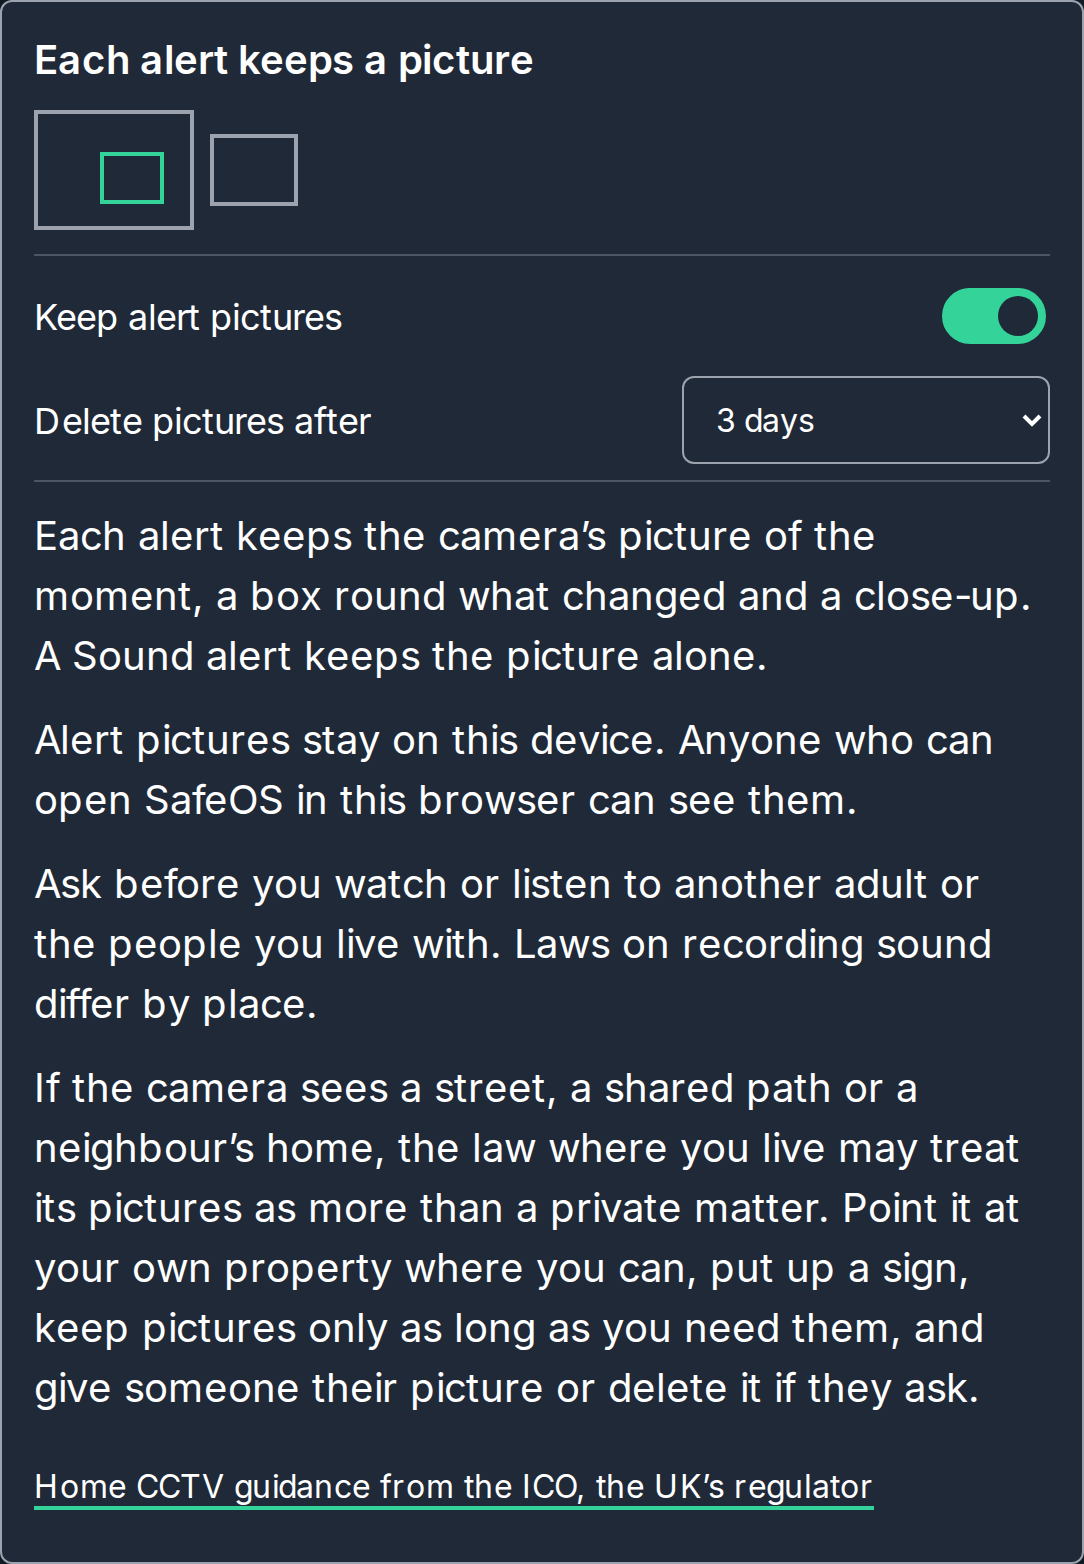 Each alert keeps a picture
Keep alert pictures
Delete pictures after
3 days
Each alert keeps the camera’s picture of the
moment, a box round what changed and a close-up.
A Sound alert keeps the picture alone.
Alert pictures stay on this device. Anyone who can
open SafeOS in this browser can see them.
Ask before you watch or listen to another adult or
the people you live with. Laws on recording sound
differ by place.
If the camera sees a street, a shared path or a
neighbour’s home, the law where you live may treat
its pictures as more than a private matter. Point it at
your own property where you can, put up a sign,
keep pictures only as long as you need them, and
give someone their picture or delete it if they ask.
Home CCTV guidance from the ICO, the UK’s regulator